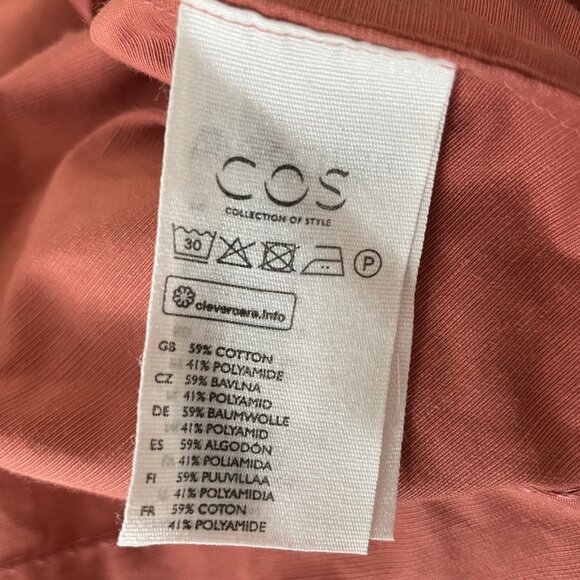 COS
COLLECTION OF STYLE
30 P
clevercare.info
GB 59% COTTON
41% POLYAMIDE
CZ 59% BAVLNA
41% POLYAMID
DE 59% BAUMWOLLE
41% POLYAMID
ES 59% ALGODÓN
41% POLIAMIDA
FI 59% PUUVILLAA
41% POLYAMIDIA
FR 59% COTON
41% POLYAMIDE